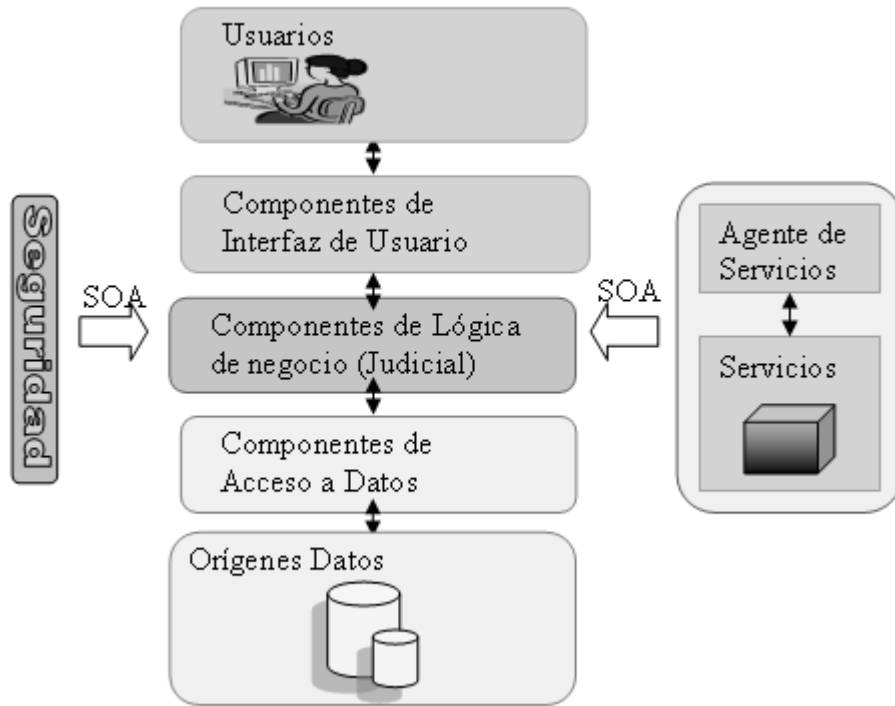 Usuarios
Componentes de
Interfaz de Usuario
Seguridad
SOA
Componentes de Lógica
de negocio (Judicial)
SOA
Agente de
Servicios
Servicios
Componentes de
Acceso a Datos
Orígenes Datos